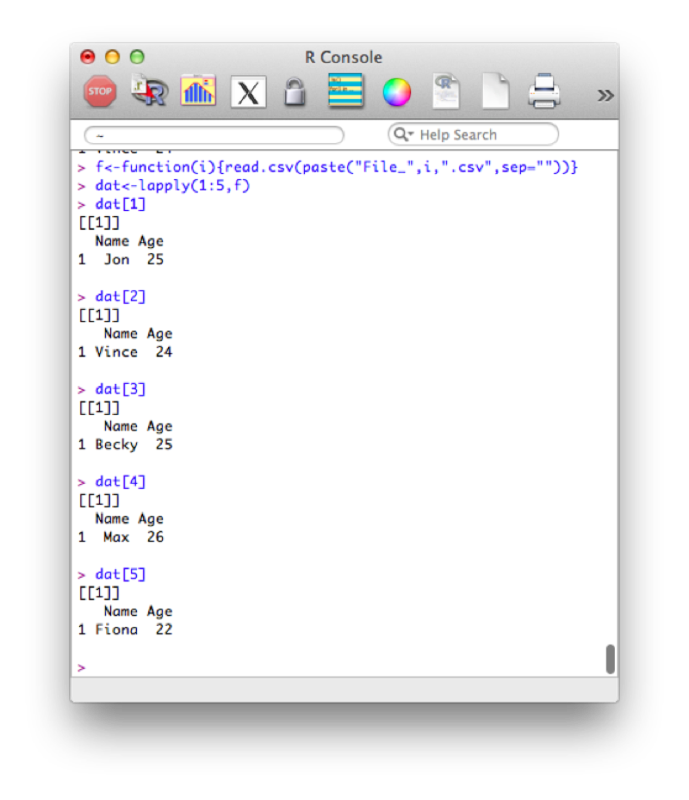 R Console
STOP
R
X
R
»
~
Help Search
> f<-function(i){read.csv(paste("File_",i,".csv",sep=""))}
> dat<-lapply(1:5,f)
> dat[1]
[[1]]
Name Age
1 Jon 25
> dat[2]
[[1]]
Name Age
1 Vince 24
> dat[3]
[[1]]
Name Age
1 Becky 25
> dat[4]
[[1]]
Name Age
1 Max 26
> dat[5]
[[1]]
Name Age
1 Fiona 22
>